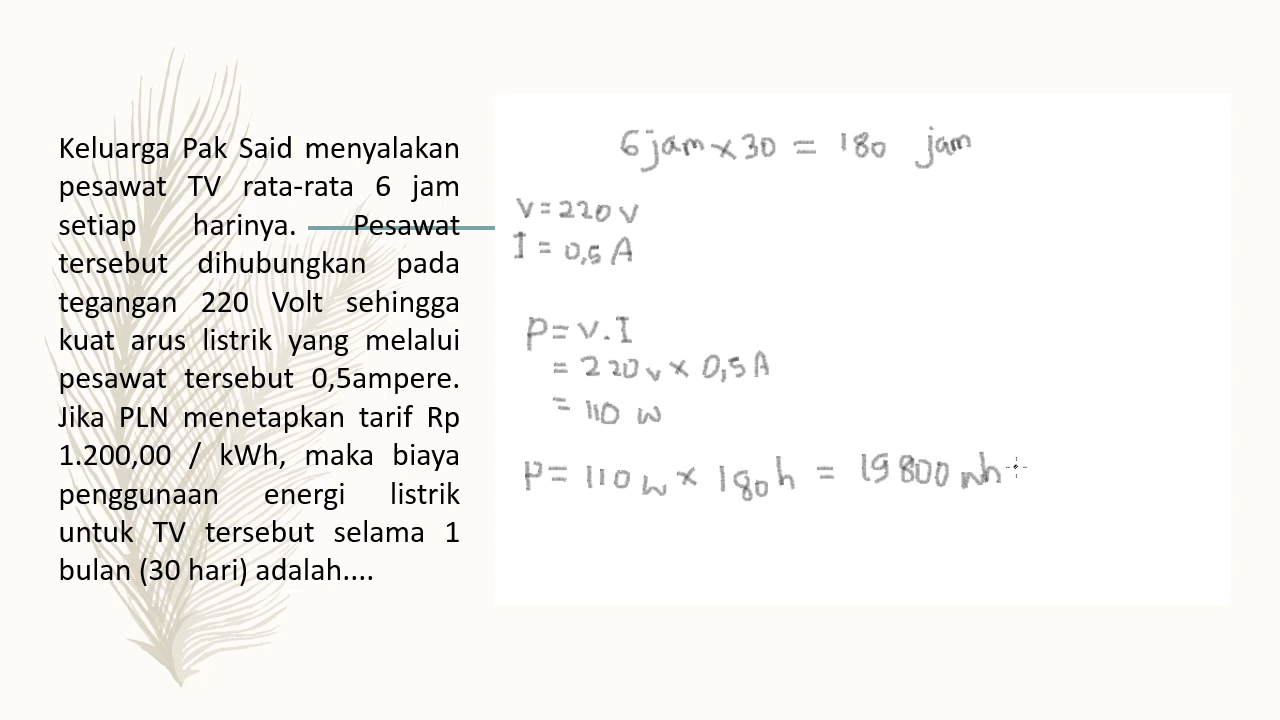 Keluarga Pak Said menyalakan
pesawat TV rata-rata 6 jam
setiap harinya. Pesawat
tersebut dihubungkan pada
tegangan 220 Volt sehingga
kuat arus listrik yang melalui
pesawat tersebut 0,5ampere.
Jika PLN menetapkan tarif Rp
1.200,00 / kWh, maka biaya
penggunaan energi listrik
untuk TV tersebut selama 1
bulan (30 hari) adalah....
6 jam x 30 = 180 jam
V = 220 V
I = 0,5 A
P = V . I
= 220 V x 0,5 A
= 110 W
P = 110 W x 180 h = 19800 Wh